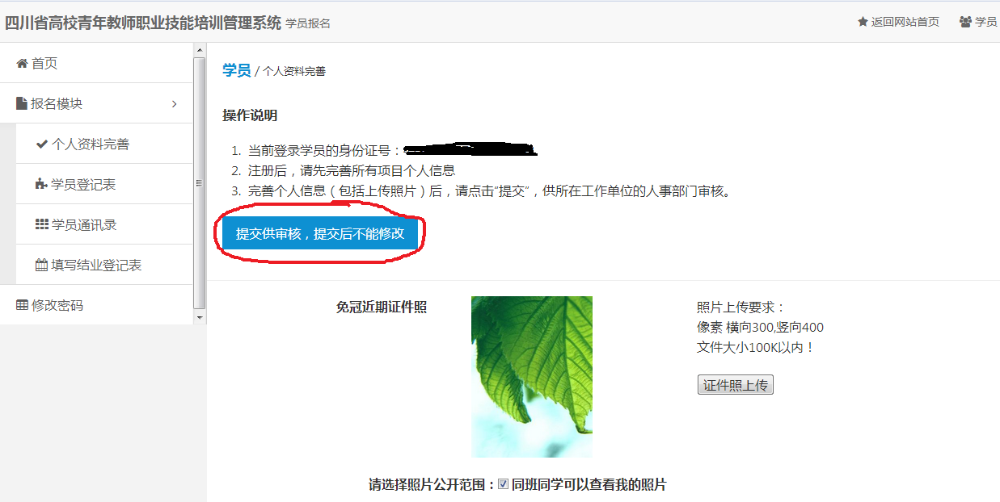 四川省高校青年教师职业技能培训管理系统 学员报名 返回网站首页 学员
首页
报名模块
个人资料完善
学员登记表
学员通讯录
填写结业登记表
修改密码
学员 / 个人资料完善
操作说明
1. 当前登录学员的身份证号：
2. 注册后，请先完善所有项目个人信息
3. 完善个人信息（包括上传照片）后，请点击“提交”，供所在工作单位的人事部门审核。
提交供审核，提交后不能修改
免冠近期证件照
照片上传要求：
像素 横向300,竖向400
文件大小100K以内！
证件照上传
请选择照片公开范围：同班同学可以查看我的照片